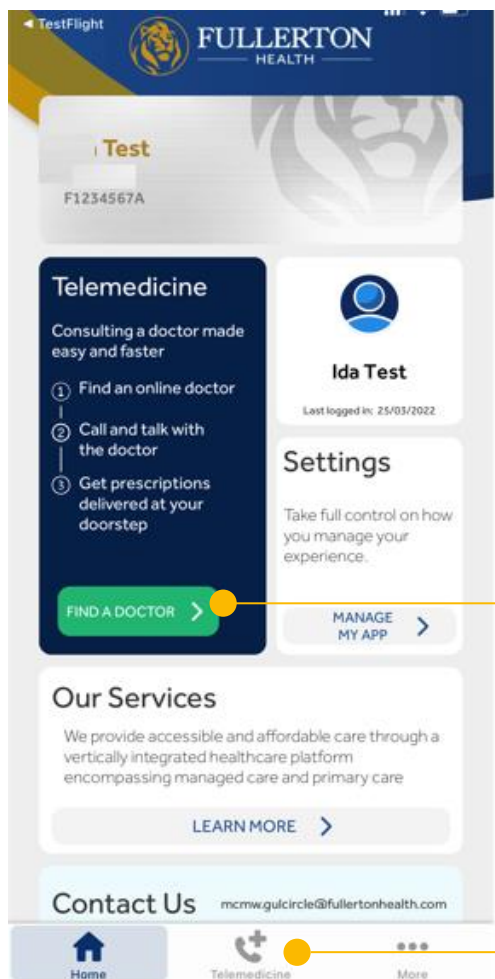 ◄ TestFlight
FULLERTON
HEALTH
Test
F1234567A
Telemedicine
Consulting a doctor made
easy and faster
1 Find an online doctor
2 Call and talk with
the doctor
3 Get prescriptions
delivered at your
doorstep
FIND A DOCTOR
Ida Test
Last logged in: 25/03/2022
Settings
Take full control on how
you manage your
experience.
MANAGE
MY APP
Our Services
We provide accessible and affordable care through a
vertically integrated healthcare platform
encompassing managed care and primary care
LEARN MORE
Contact Us mcmw.gulcircle@fullertonhealth.com
Home Telemedicine More